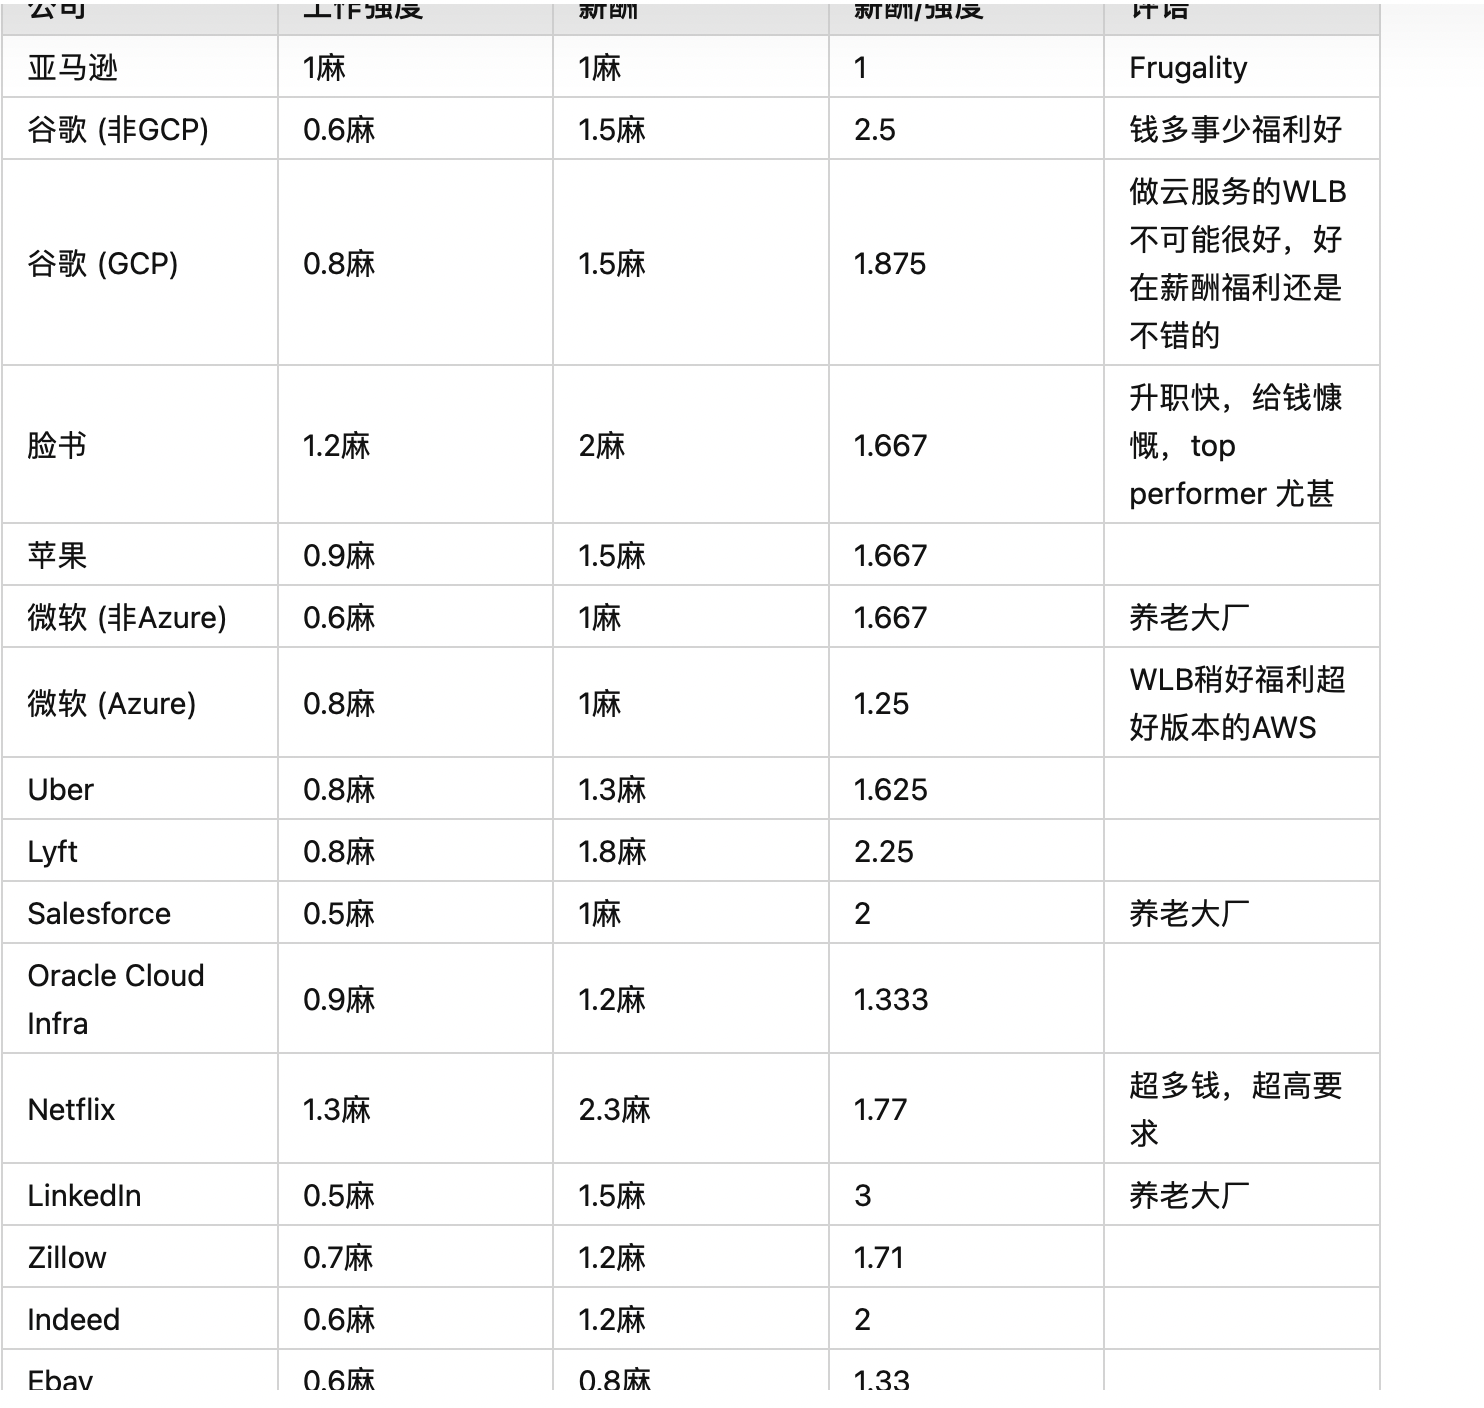 公司 工作强度 薪酬 薪酬/强度 评语
亚马逊 1麻 1麻 1 Frugality
谷歌 (非GCP) 0.6麻 1.5麻 2.5 钱多事少福利好
谷歌 (GCP) 0.8麻 1.5麻 1.875 做云服务的WLB
不可能很好，好
在薪酬福利还是
不错的
脸书 1.2麻 2麻 1.667 升职快，给钱慷
慨，top
performer 尤甚
苹果 0.9麻 1.5麻 1.667
微软 (非Azure) 0.6麻 1麻 1.667 养老大厂
微软 (Azure) 0.8麻 1麻 1.25 WLB稍好福利超
好版本的AWS
Uber 0.8麻 1.3麻 1.625
Lyft 0.8麻 1.8麻 2.25
Salesforce 0.5麻 1麻 2 养老大厂
Oracle Cloud
Infra 0.9麻 1.2麻 1.333
Netflix 1.3麻 2.3麻 1.77 超多钱，超高要
求
LinkedIn 0.5麻 1.5麻 3 养老大厂
Zillow 0.7麻 1.2麻 1.71
Indeed 0.6麻 1.2麻 2
Ebay 0.6麻 0.8麻 1.33